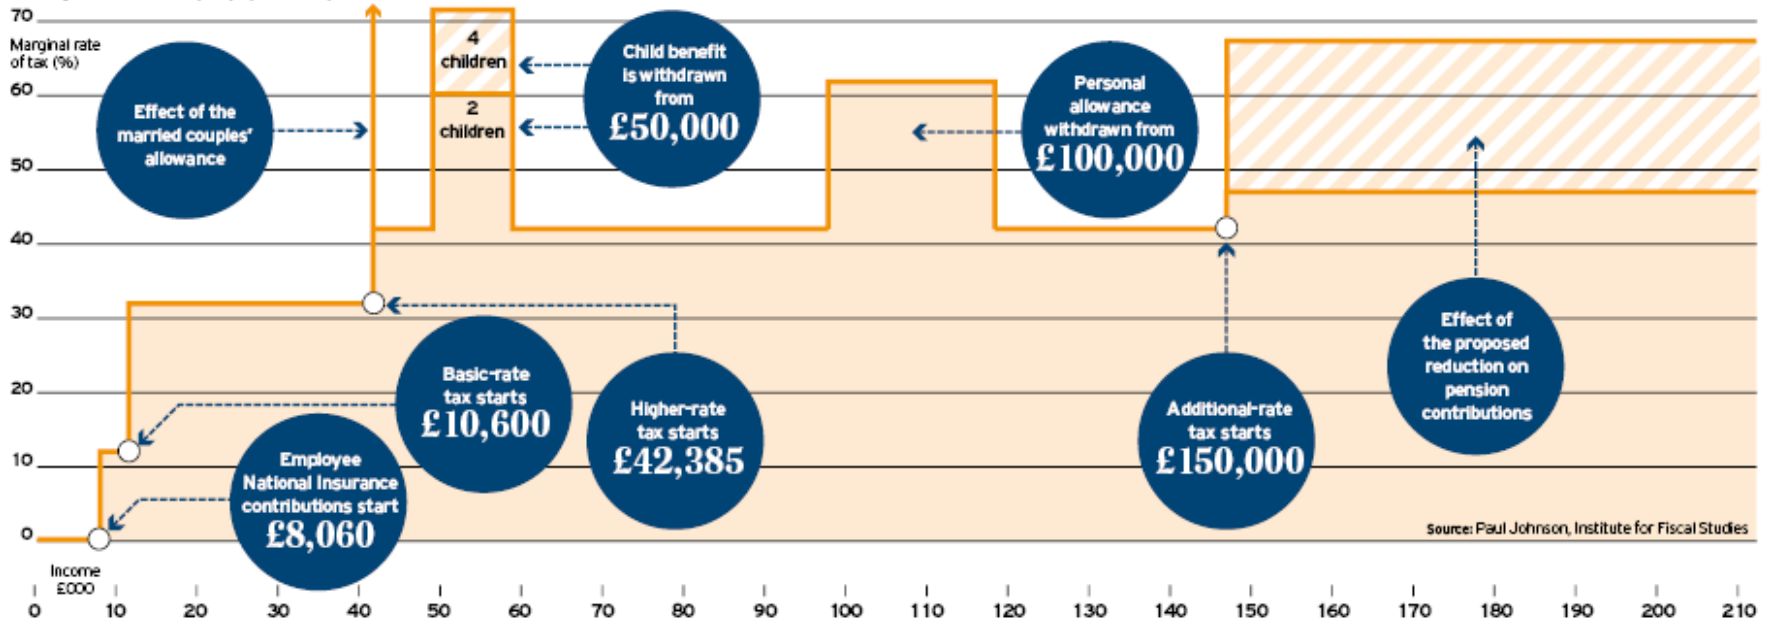 70
Marginal rate
of tax (%)
60
50
40
30
20
10
0
Effect of the
married couples'
allowance
4
children
2
children
Child benefit
is withdrawn
from
£50,000
Personal
allowance
withdrawn from
£100,000
Employee
National Insurance
contributions start
£8,060
Basic-rate
tax starts
£10,600
Higher-rate
tax starts
£42,385
Additional-rate
tax starts
£150,000
Effect of
the proposed
reduction on
pension
contributions
Source: Paul Johnson, Institute for Fiscal Studies
Income
£000
0 10 20 30 40 50 60 70 80 90 100 110 120 130 140 150 160 170 180 190 200 210